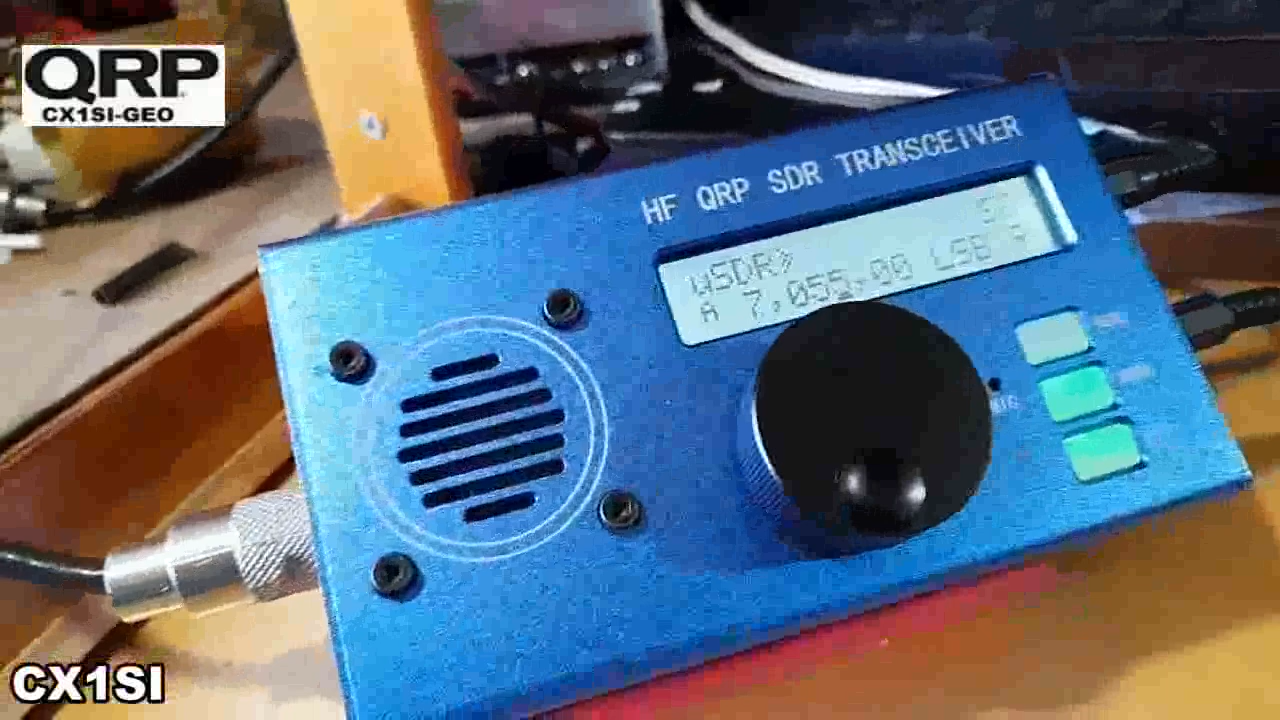 QRP
CX1SI-GEO
HF QRP SDR TRANSCEIVER
uSDR
A 7,055.00 LSB R
CX1SI